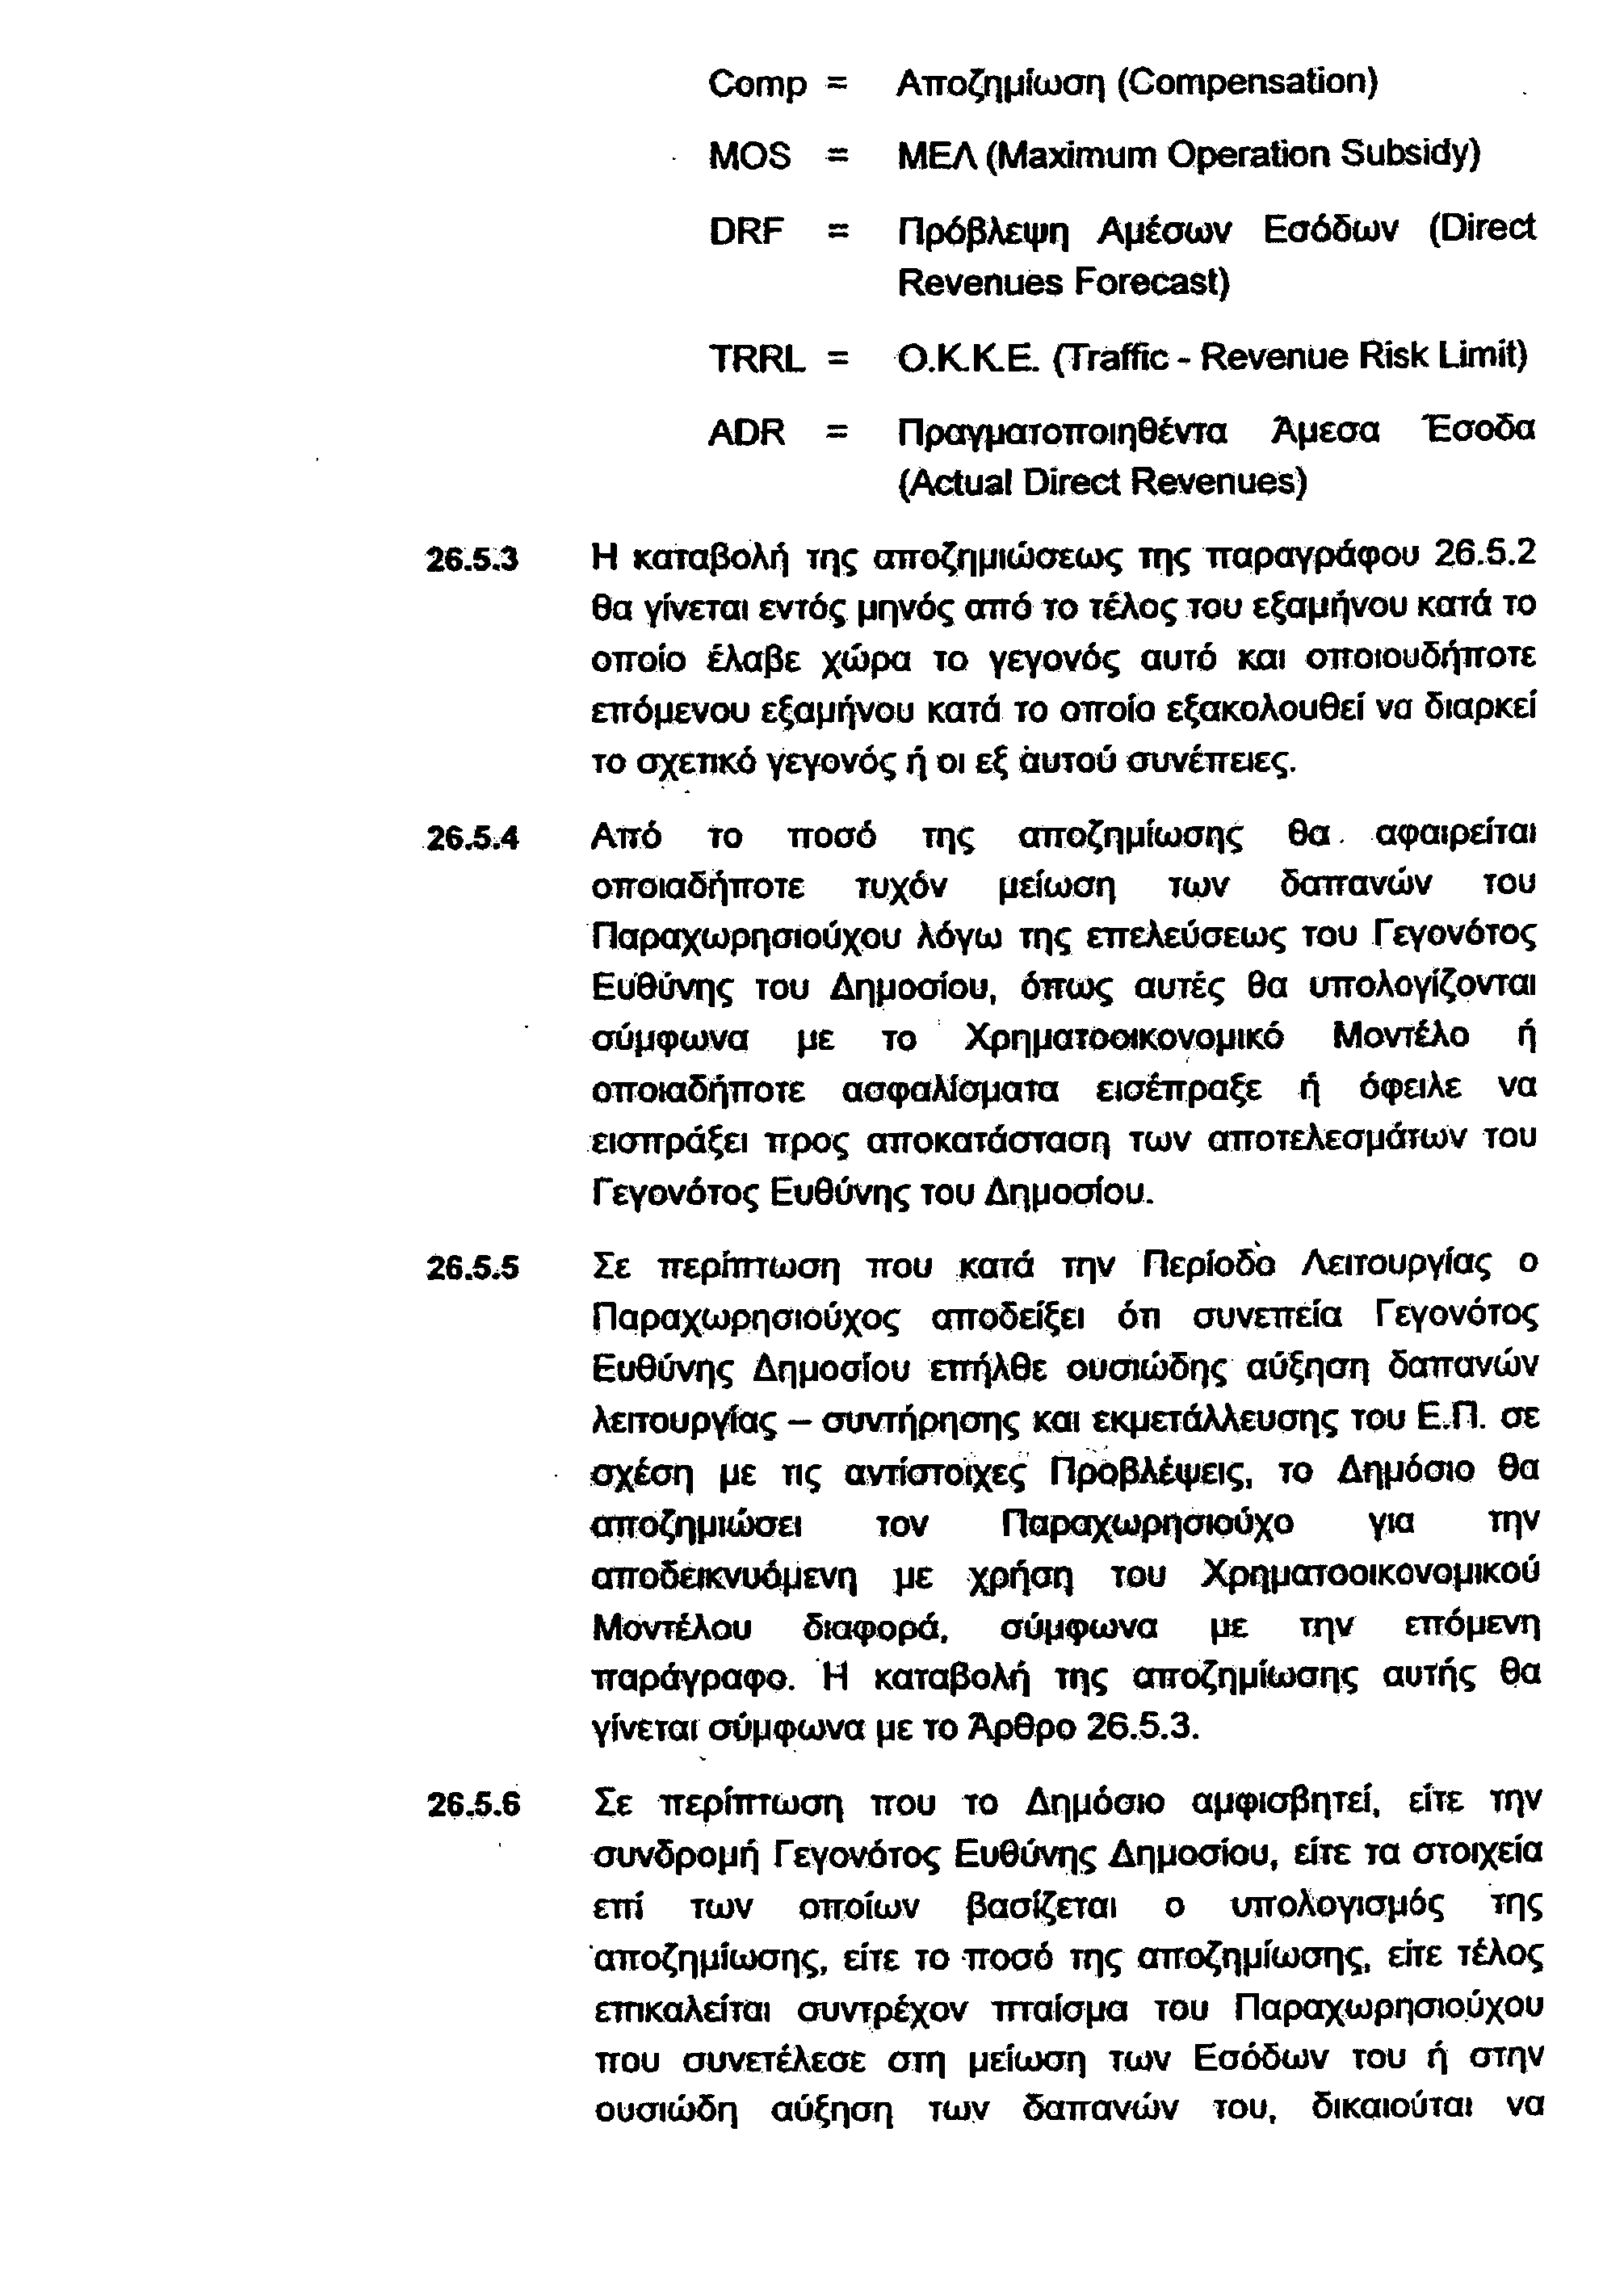 Comp = Αποζημίωση (Compensation)
MOS = ΜΕΛ (Maximum Operation Subsidy)
DRF = Πρόβλεψη Αμέσων Εσόδων (Direct
Revenues Forecast)
TRRL = Ο.Κ.Κ.Ε. (Traffic - Revenue Risk Limit)
ADR = Πραγματοποιηθέντα Άμεσα Έσοδα
(Actual Direct Revenues)
26.5.3 Η καταβολή της αποζημιώσεως της παραγράφου 26.5.2
θα γίνεται εντός μηνός από το τέλος του εξαμήνου κατά το
οποίο έλαβε χώρα το γεγονός αυτό και οποιουδήποτε
επόμενου εξαμήνου κατά το οποίο εξακολουθεί να διαρκεί
το σχετικό γεγονός ή οι εξ αυτού συνέπειες.
26.5.4 Από το ποσό της αποζημίωσης θα αφαιρείται
οποιαδήποτε τυχόν μείωση των δαπανών του
Παραχωρησιούχου λόγω της επελεύσεως του Γεγονότος
Ευθύνης του Δημοσίου, όπως αυτές θα υπολογίζονται
σύμφωνα με το Χρηματοοικονομικό Μοντέλο ή
οποιαδήποτε ασφαλίσματα εισέπραξε ή όφειλε να
εισπράξει προς αποκατάσταση των αποτελεσμάτων του
Γεγονότος Ευθύνης του Δημοσίου.
26.5.5 Σε περίπτωση που κατά την Περίοδο Λειτουργίας ο
Παραχωρησιούχος αποδείξει ότι συνεπεία Γεγονότος
Ευθύνης Δημοσίου επήλθε ουσιώδης αύξηση δαπανών
λειτουργίας – συντήρησης και εκμετάλλευσης του Ε.Π. σε
σχέση με τις αντίστοιχες Προβλέψεις, το Δημόσιο θα
αποζημιώσει τον Παραχωρησιούχο για την
αποδεικνυόμενη με χρήση του Χρηματοοικονομικού
Μοντέλου διαφορά, σύμφωνα με την επόμενη
παράγραφο. Η καταβολή της αποζημίωσης αυτής θα
γίνεται σύμφωνα με το Άρθρο 26.5.3.
26.5.6 Σε περίπτωση που το Δημόσιο αμφισβητεί, είτε την
συνδρομή Γεγονότος Ευθύνης Δημοσίου, είτε τα στοιχεία
επί των οποίων βασίζεται ο υπολογισμός της
αποζημίωσης, είτε το ποσό της αποζημίωσης, είτε τέλος
επικαλείται συντρέχον πταίσμα του Παραχωρησιούχου
που συνετέλεσε στη μείωση των Εσόδων του ή στην
ουσιώδη αύξηση των δαπανών του, δικαιούται να